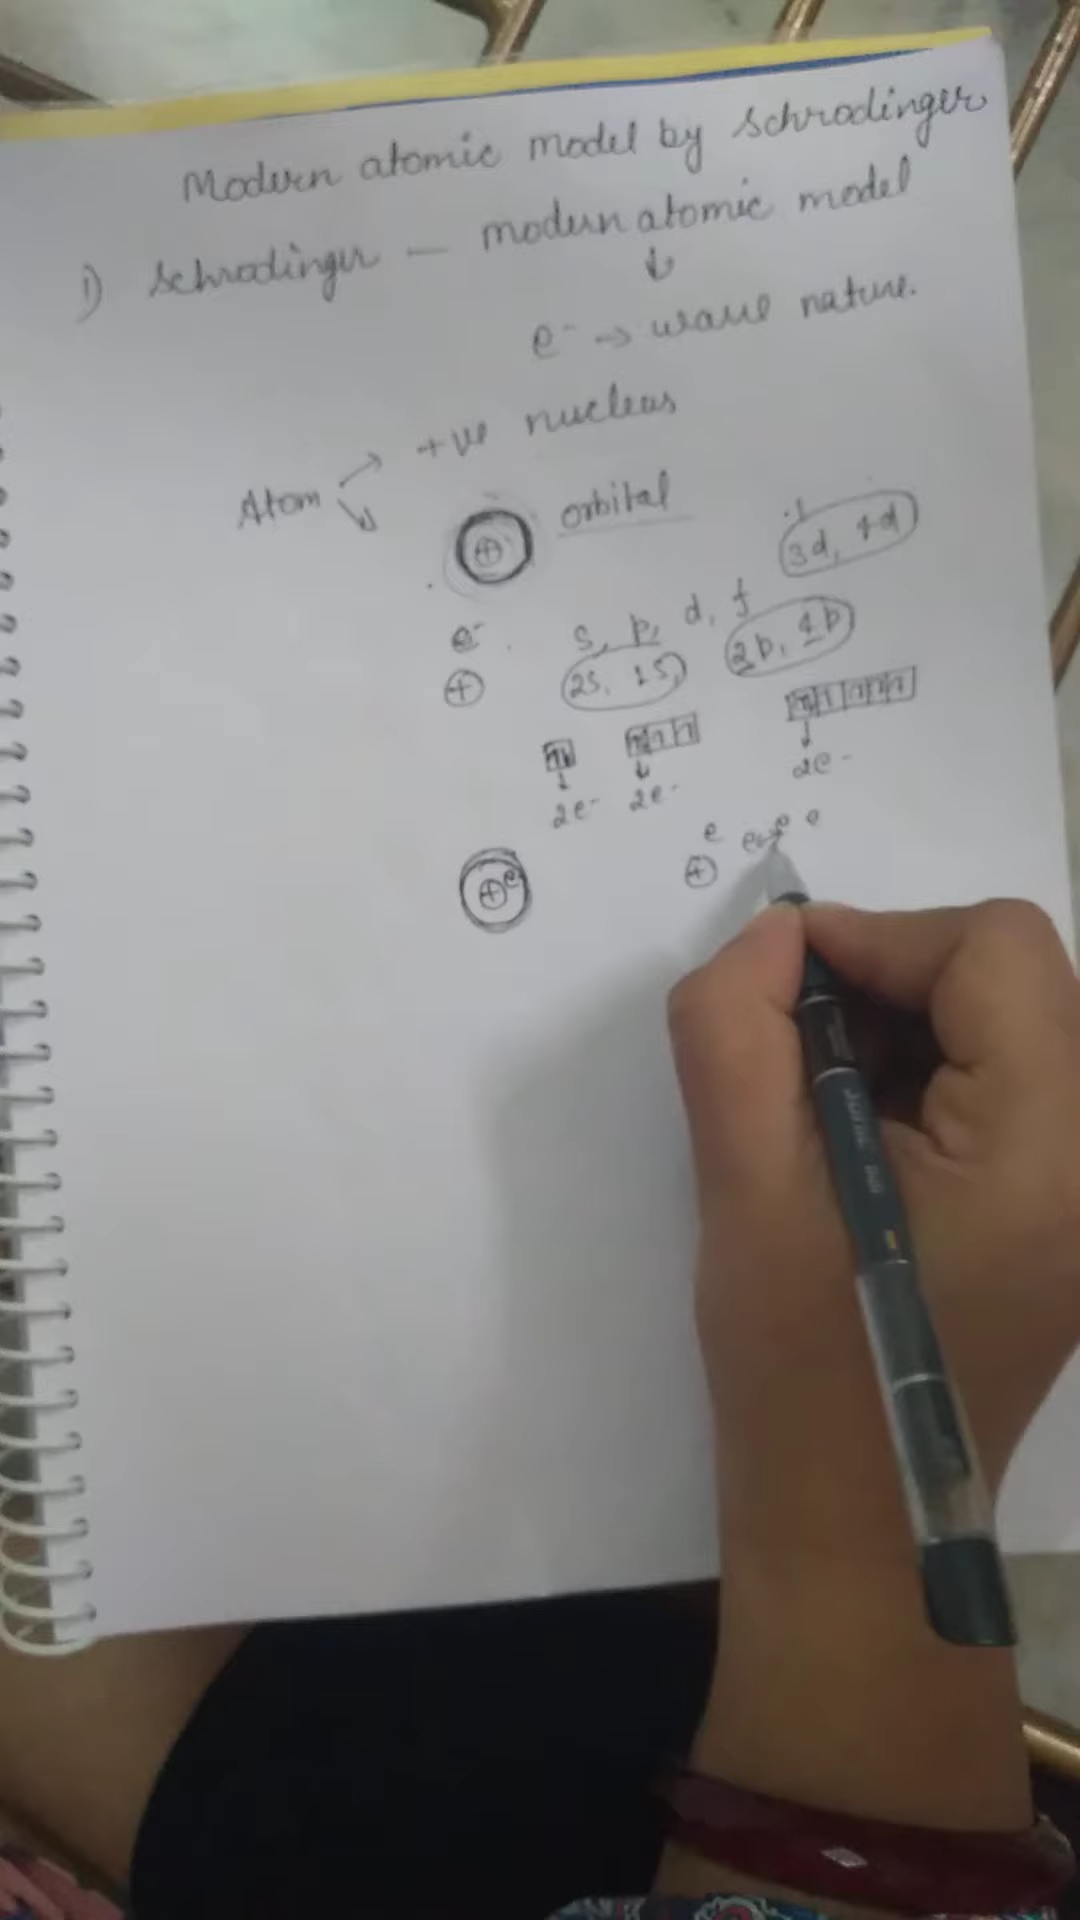 Modern atomic model by Schrodinger
1) Schrodinger — modern atomic model
↓
e⁻ → wave nature.
Atom → +ve nucleas
↘ ⊕ orbital
3d, 4d
e⁻ s, p, d, f
⊕ 2s, 1s, 2p, 4p
2e⁻ 2e⁻ 2e⁻
e e e e
⊕ e ⊕